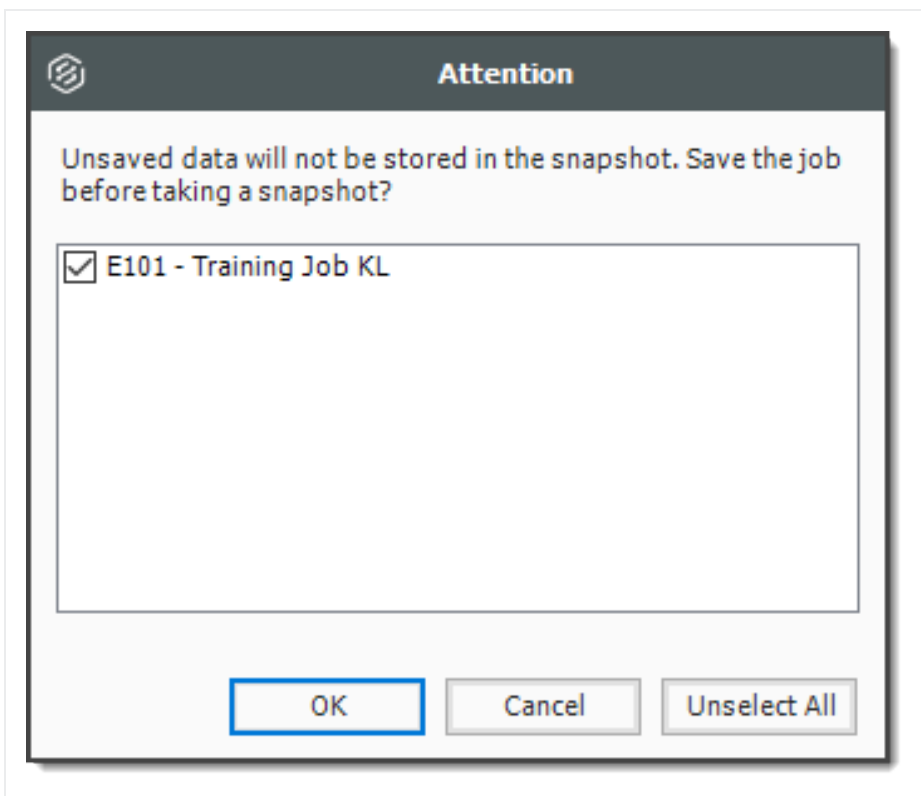 Attention
Unsaved data will not be stored in the snapshot. Save the job
before taking a snapshot?
E101 - Training Job KL
OK
Cancel
Unselect All